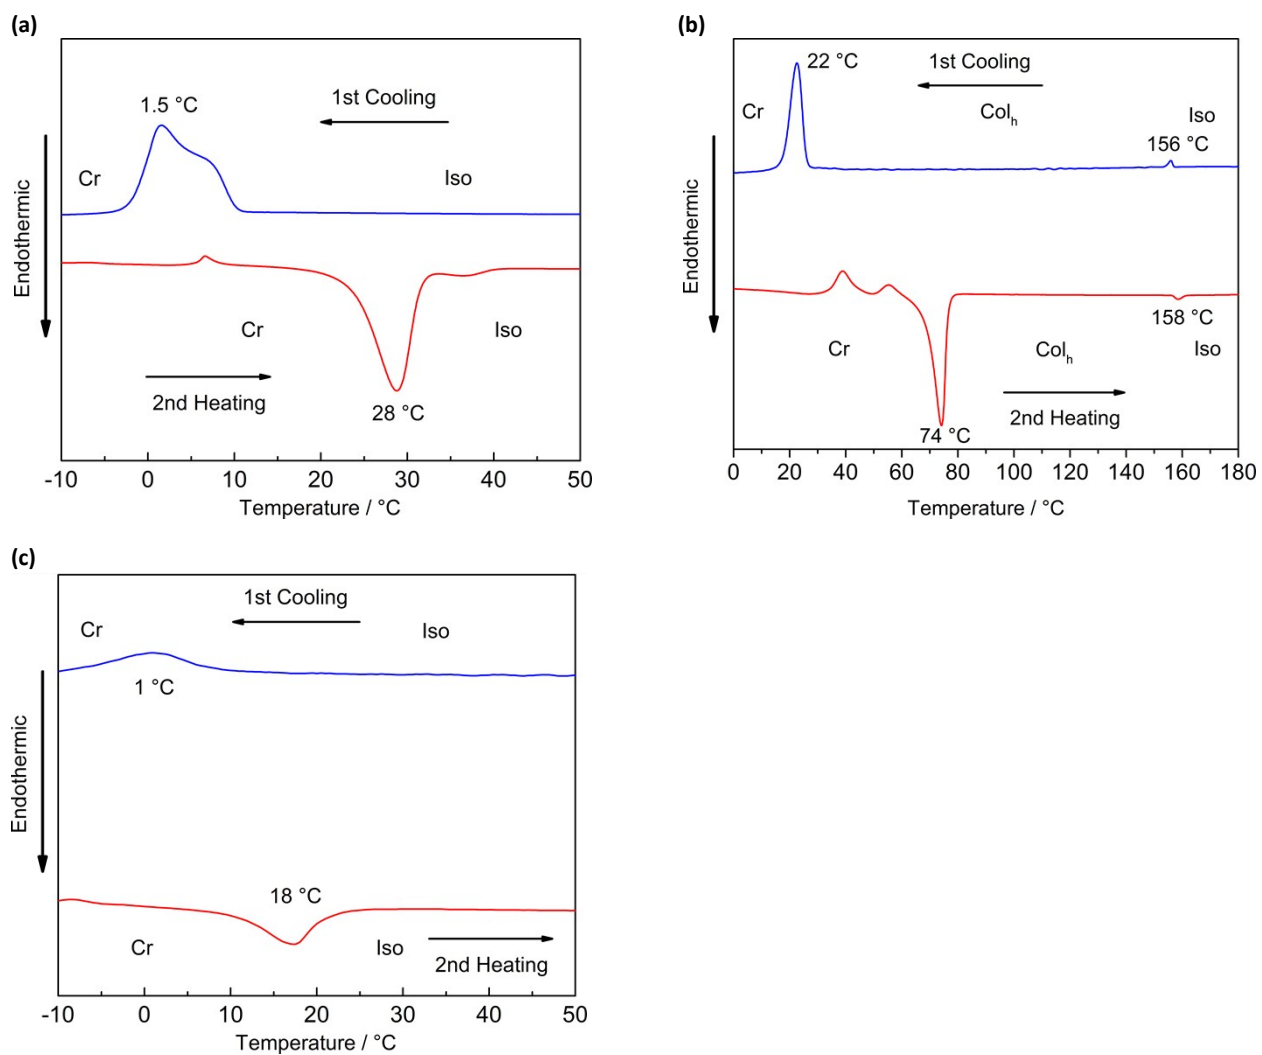 (a)
1.5 °C
1st Cooling
Cr
Iso
Endothermic
Cr
Iso
2nd Heating
28 °C
-10 0 10 20 30 40 50
Temperature / °C
(b)
22 °C
1st Cooling
Cr
Colₕ
Iso
156 °C
Endothermic
158 °C
Cr
Colₕ
Iso
2nd Heating
74 °C
0 20 40 60 80 100 120 140 160 180
Temperature / °C
(c)
1st Cooling
Cr
Iso
1 °C
Endothermic
18 °C
Cr
Iso
2nd Heating
-10 0 10 20 30 40 50
Temperature / °C